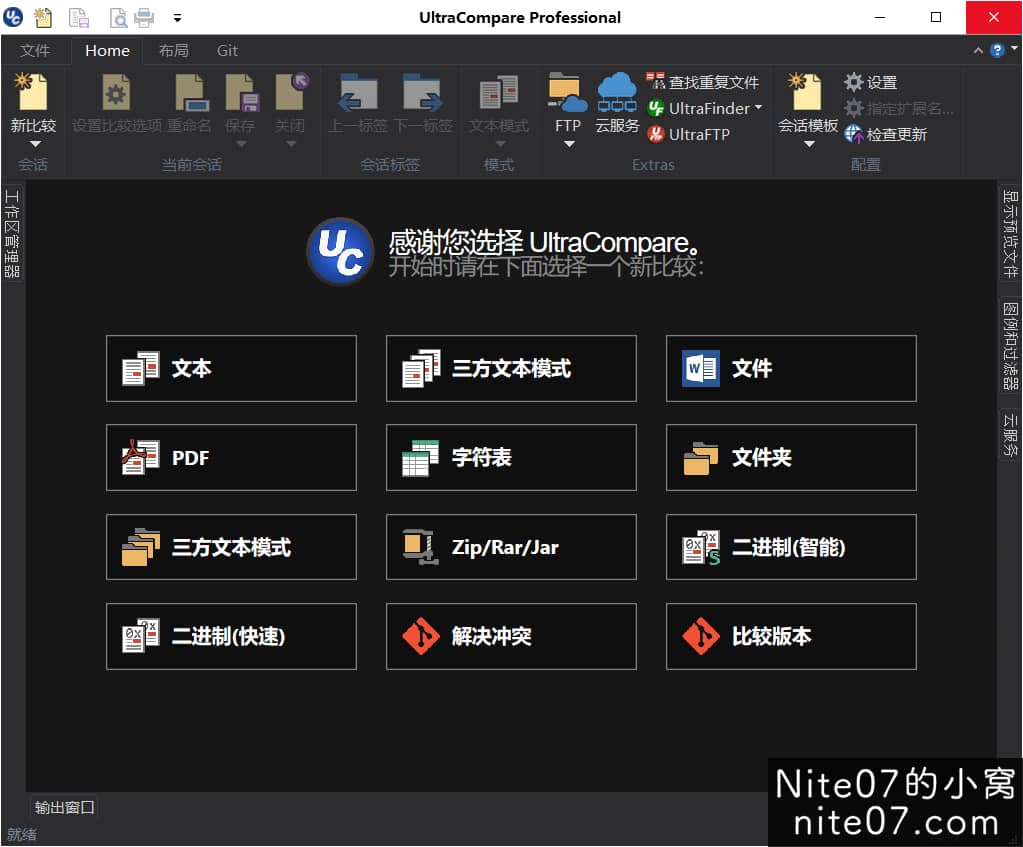 UltraCompare Professional
文件 Home 布局 Git
新比较 设置比较选项 重命名 保存 关闭 上一标签 下一标签 文本模式 FTP 云服务 查找重复文件 会话模板 设置
UltraFinder 指定扩展名...
UltraFTP 检查更新
会话 当前会话 会话标签 模式 Extras 配置
工作区管理器
显示预览文件
图例和过滤器
云服务
UC 感谢您选择 UltraCompare。
开始时请在下面选择一个新比较:
文本 三方文本模式 文件
PDF 字符表 文件夹
三方文本模式 Zip/Rar/Jar 二进制(智能)
二进制(快速) 解决冲突 比较版本
输出窗口
就绪
Nite07的小窝
nite07.com